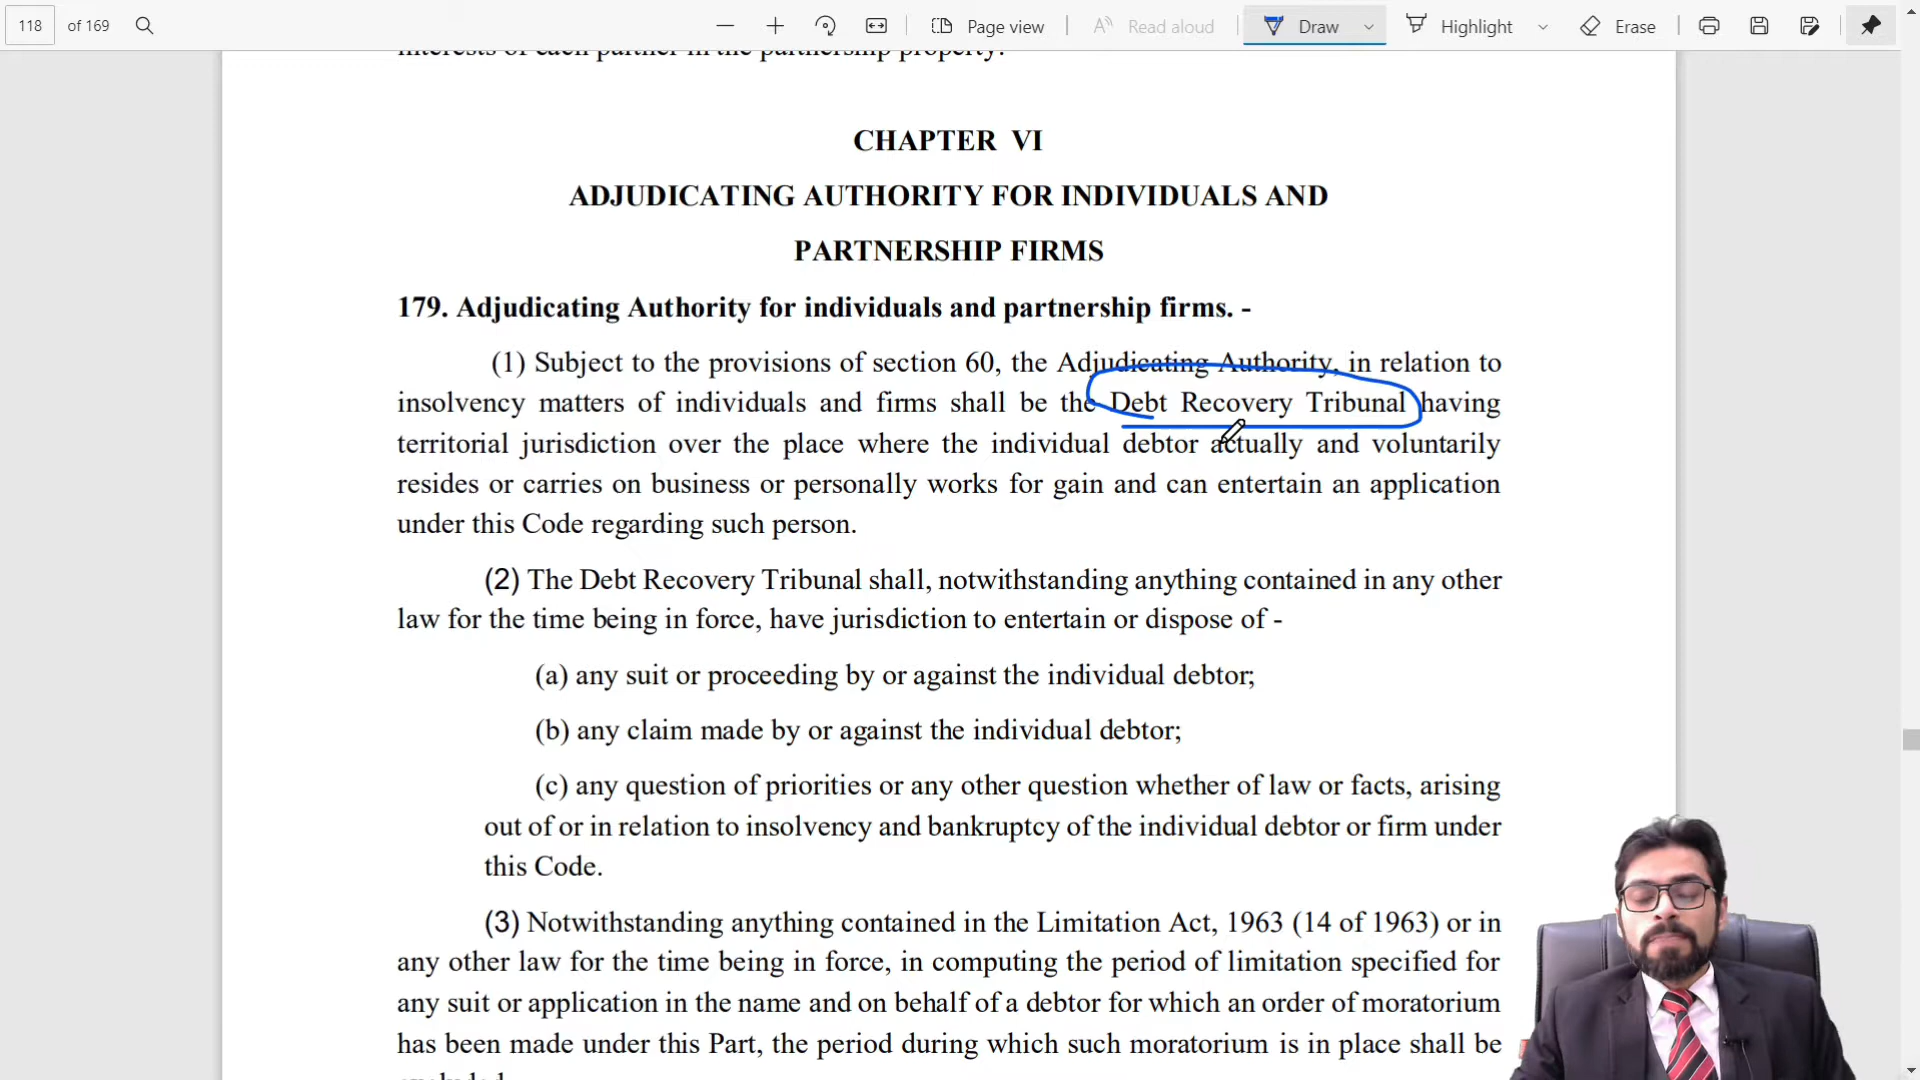 118 of 169 Page view Read aloud Draw Highlight Erase
interests of each partner in the partnership property.
CHAPTER VI
ADJUDICATING AUTHORITY FOR INDIVIDUALS AND
PARTNERSHIP FIRMS
179. Adjudicating Authority for individuals and partnership firms. -
(1) Subject to the provisions of section 60, the Adjudicating Authority, in relation to
insolvency matters of individuals and firms shall be the Debt Recovery Tribunal having
territorial jurisdiction over the place where the individual debtor actually and voluntarily
resides or carries on business or personally works for gain and can entertain an application
under this Code regarding such person.
(2) The Debt Recovery Tribunal shall, notwithstanding anything contained in any other
law for the time being in force, have jurisdiction to entertain or dispose of -
(a) any suit or proceeding by or against the individual debtor;
(b) any claim made by or against the individual debtor;
(c) any question of priorities or any other question whether of law or facts, arising
out of or in relation to insolvency and bankruptcy of the individual debtor or firm under
this Code.
(3) Notwithstanding anything contained in the Limitation Act, 1963 (14 of 1963) or in
any other law for the time being in force, in computing the period of limitation specified for
any suit or application in the name and on behalf of a debtor for which an order of moratorium
has been made under this Part, the period during which such moratorium is in place shall be